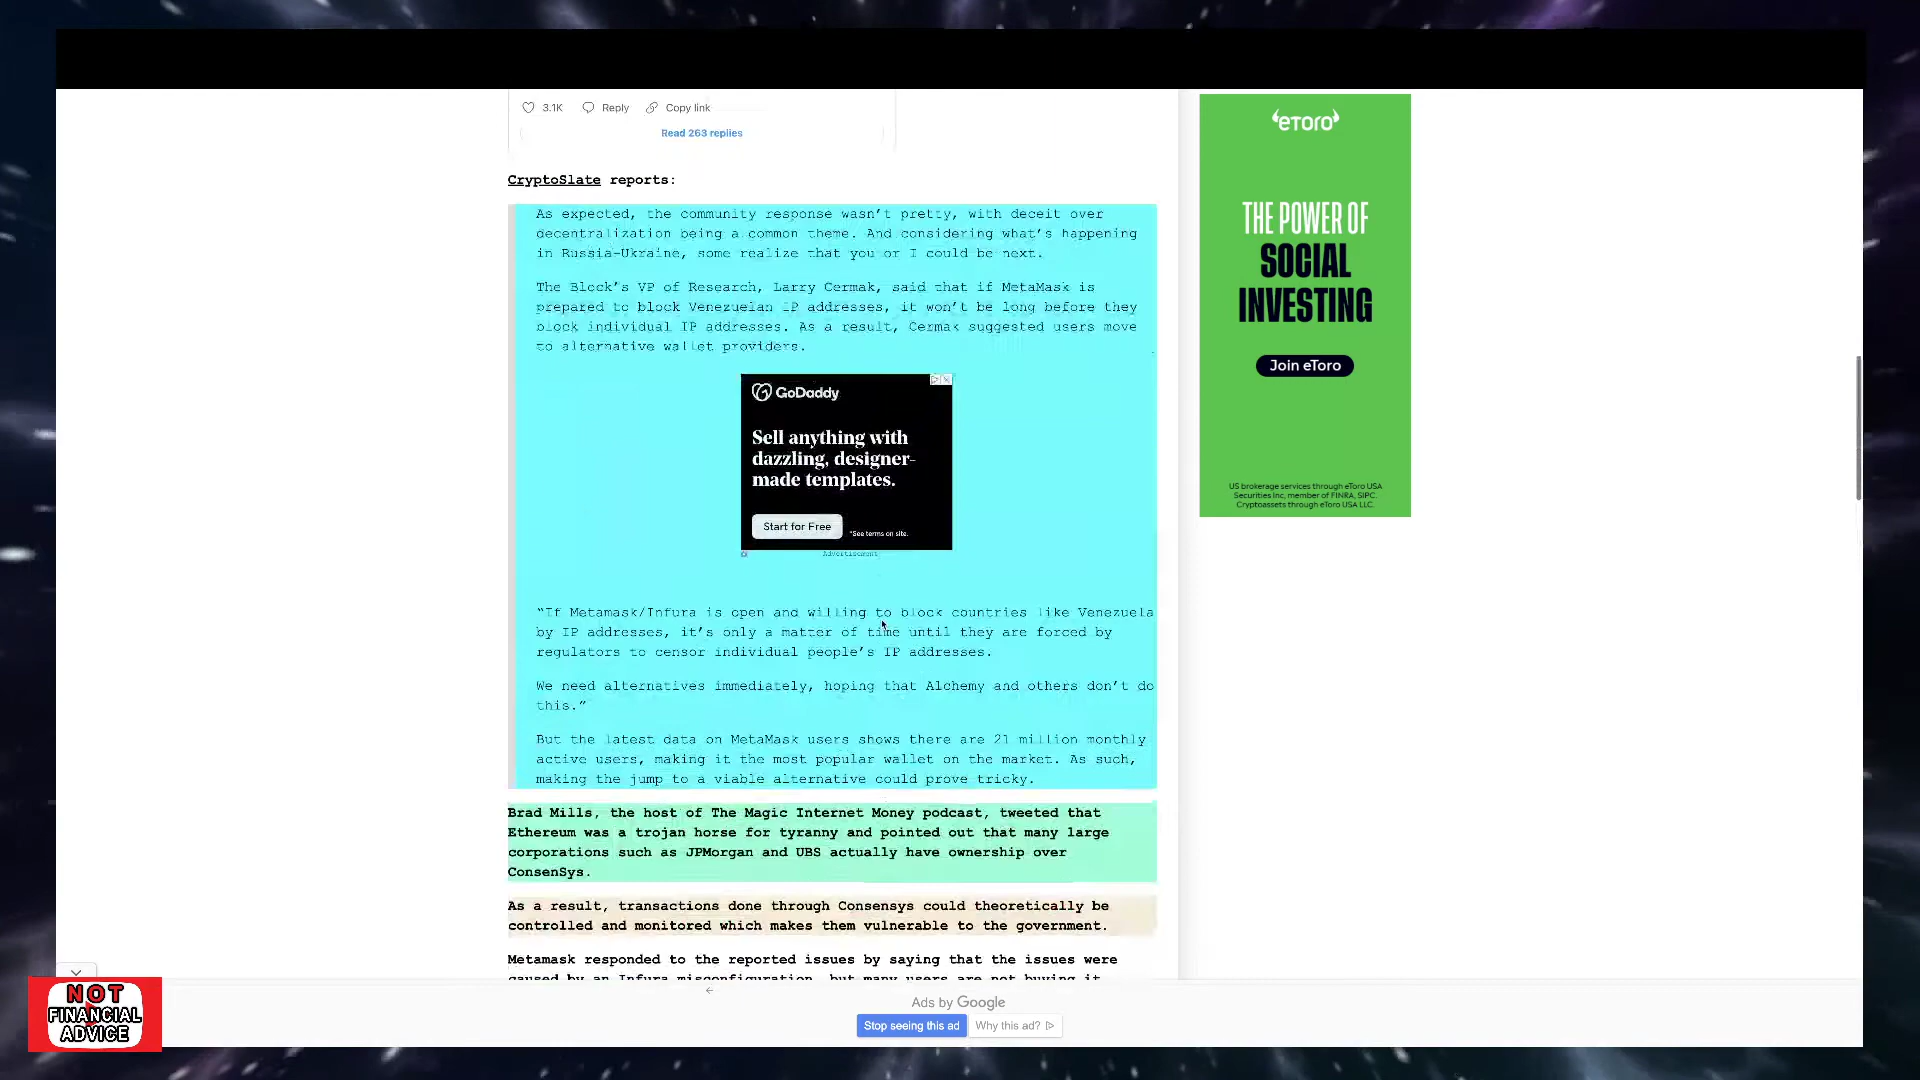 3.1K Reply Copy link
Read 263 replies
CryptoSlate reports:
As expected, the community response wasn't pretty, with deceit over
decentralization being a common theme. And considering what's happening
in Russia-Ukraine, some realize that you or I could be next.
The Block's VP of Research, Larry Cermak, said that if MetaMask is
prepared to block Venezuelan IP addresses, it won't be long before they
block individual IP addresses. As a result, Cermak suggested users move
to alternative wallet providers.
GoDaddy
Sell anything with
dazzling, designer-
made templates.
Start for Free
*See terms on site.
Advertisement
“If Metamask/Infura is open and willing to block countries like Venezuela
by IP addresses, it's only a matter of time until they are forced by
regulators to censor individual people's IP addresses.
We need alternatives immediately, hoping that Alchemy and others don't do
this.”
But the latest data on MetaMask users shows there are 21 million monthly
active users, making it the most popular wallet on the market. As such,
making the jump to a viable alternative could prove tricky.
Brad Mills, the host of The Magic Internet Money podcast, tweeted that
Ethereum was a trojan horse for tyranny and pointed out that many large
corporations such as JPMorgan and UBS actually have ownership over
ConsenSys.
As a result, transactions done through Consensys could theoretically be
controlled and monitored which makes them vulnerable to the government.
Metamask responded to the reported issues by saying that the issues were
caused by an Infura misconfiguration, but many users are not buying it.
eToro
THE POWER OF
SOCIAL
INVESTING
Join eToro
US brokerage services through eToro USA
Securities Inc, member of FINRA, SIPC.
Cryptoassets through eToro USA LLC.
Ads by Google
Stop seeing this ad Why this ad?
NOT
FINANCIAL
ADVICE